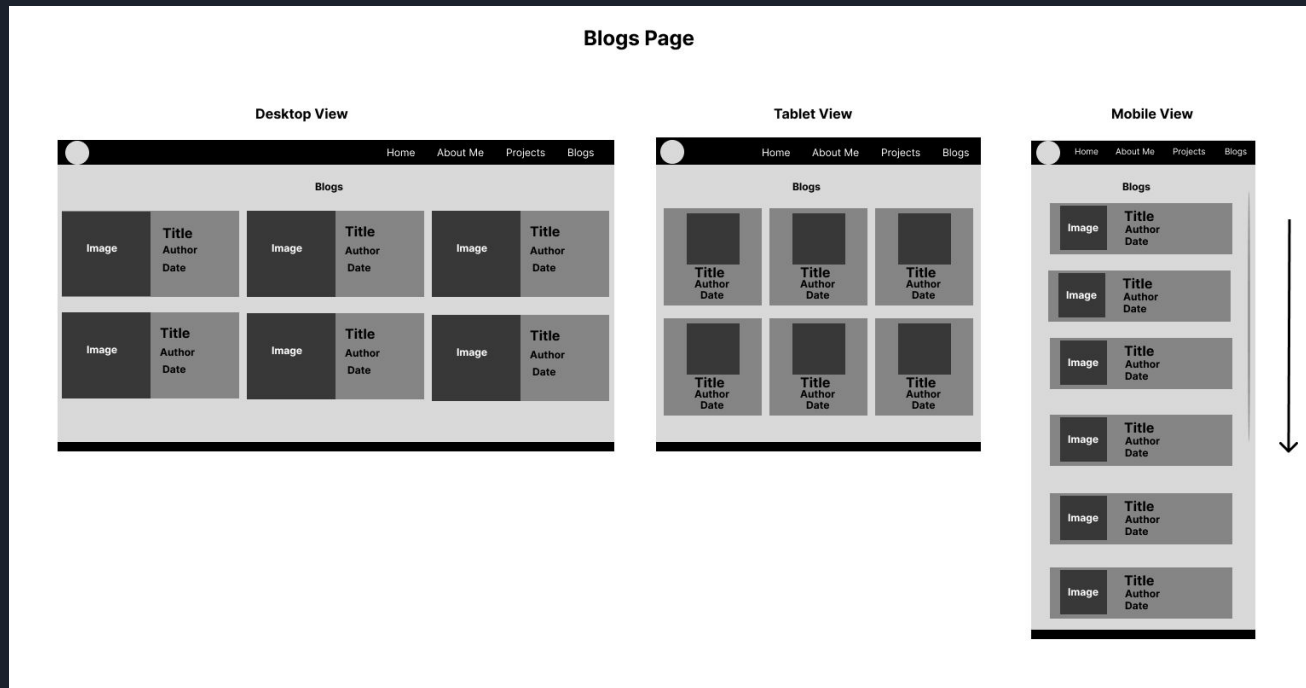 Blogs Page
Desktop View
Home About Me Projects Blogs
Blogs
Image
Title
Author
Date
Image
Title
Author
Date
Image
Title
Author
Date
Image
Title
Author
Date
Image
Title
Author
Date
Image
Title
Author
Date
Tablet View
Home About Me Projects Blogs
Blogs
Title
Author
Date
Title
Author
Date
Title
Author
Date
Title
Author
Date
Title
Author
Date
Title
Author
Date
Mobile View
Home About Me Projects Blogs
Blogs
Image
Title
Author
Date
Image
Title
Author
Date
Image
Title
Author
Date
Image
Title
Author
Date
Image
Title
Author
Date
Image
Title
Author
Date